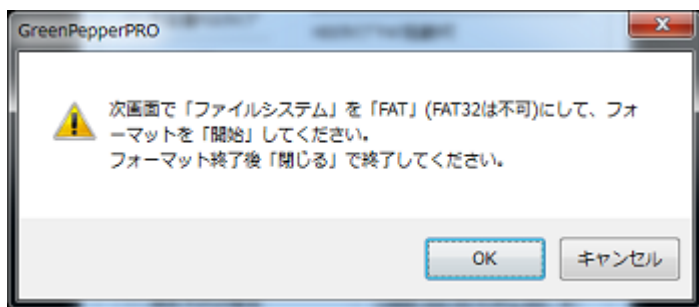 GreenPepperPRO
次画面で「ファイルシステム」を「FAT」(FAT32は不可)にして、フォ
ーマットを「開始」してください。
フォーマット終了後「閉じる」で終了してください。
OK
キャンセル